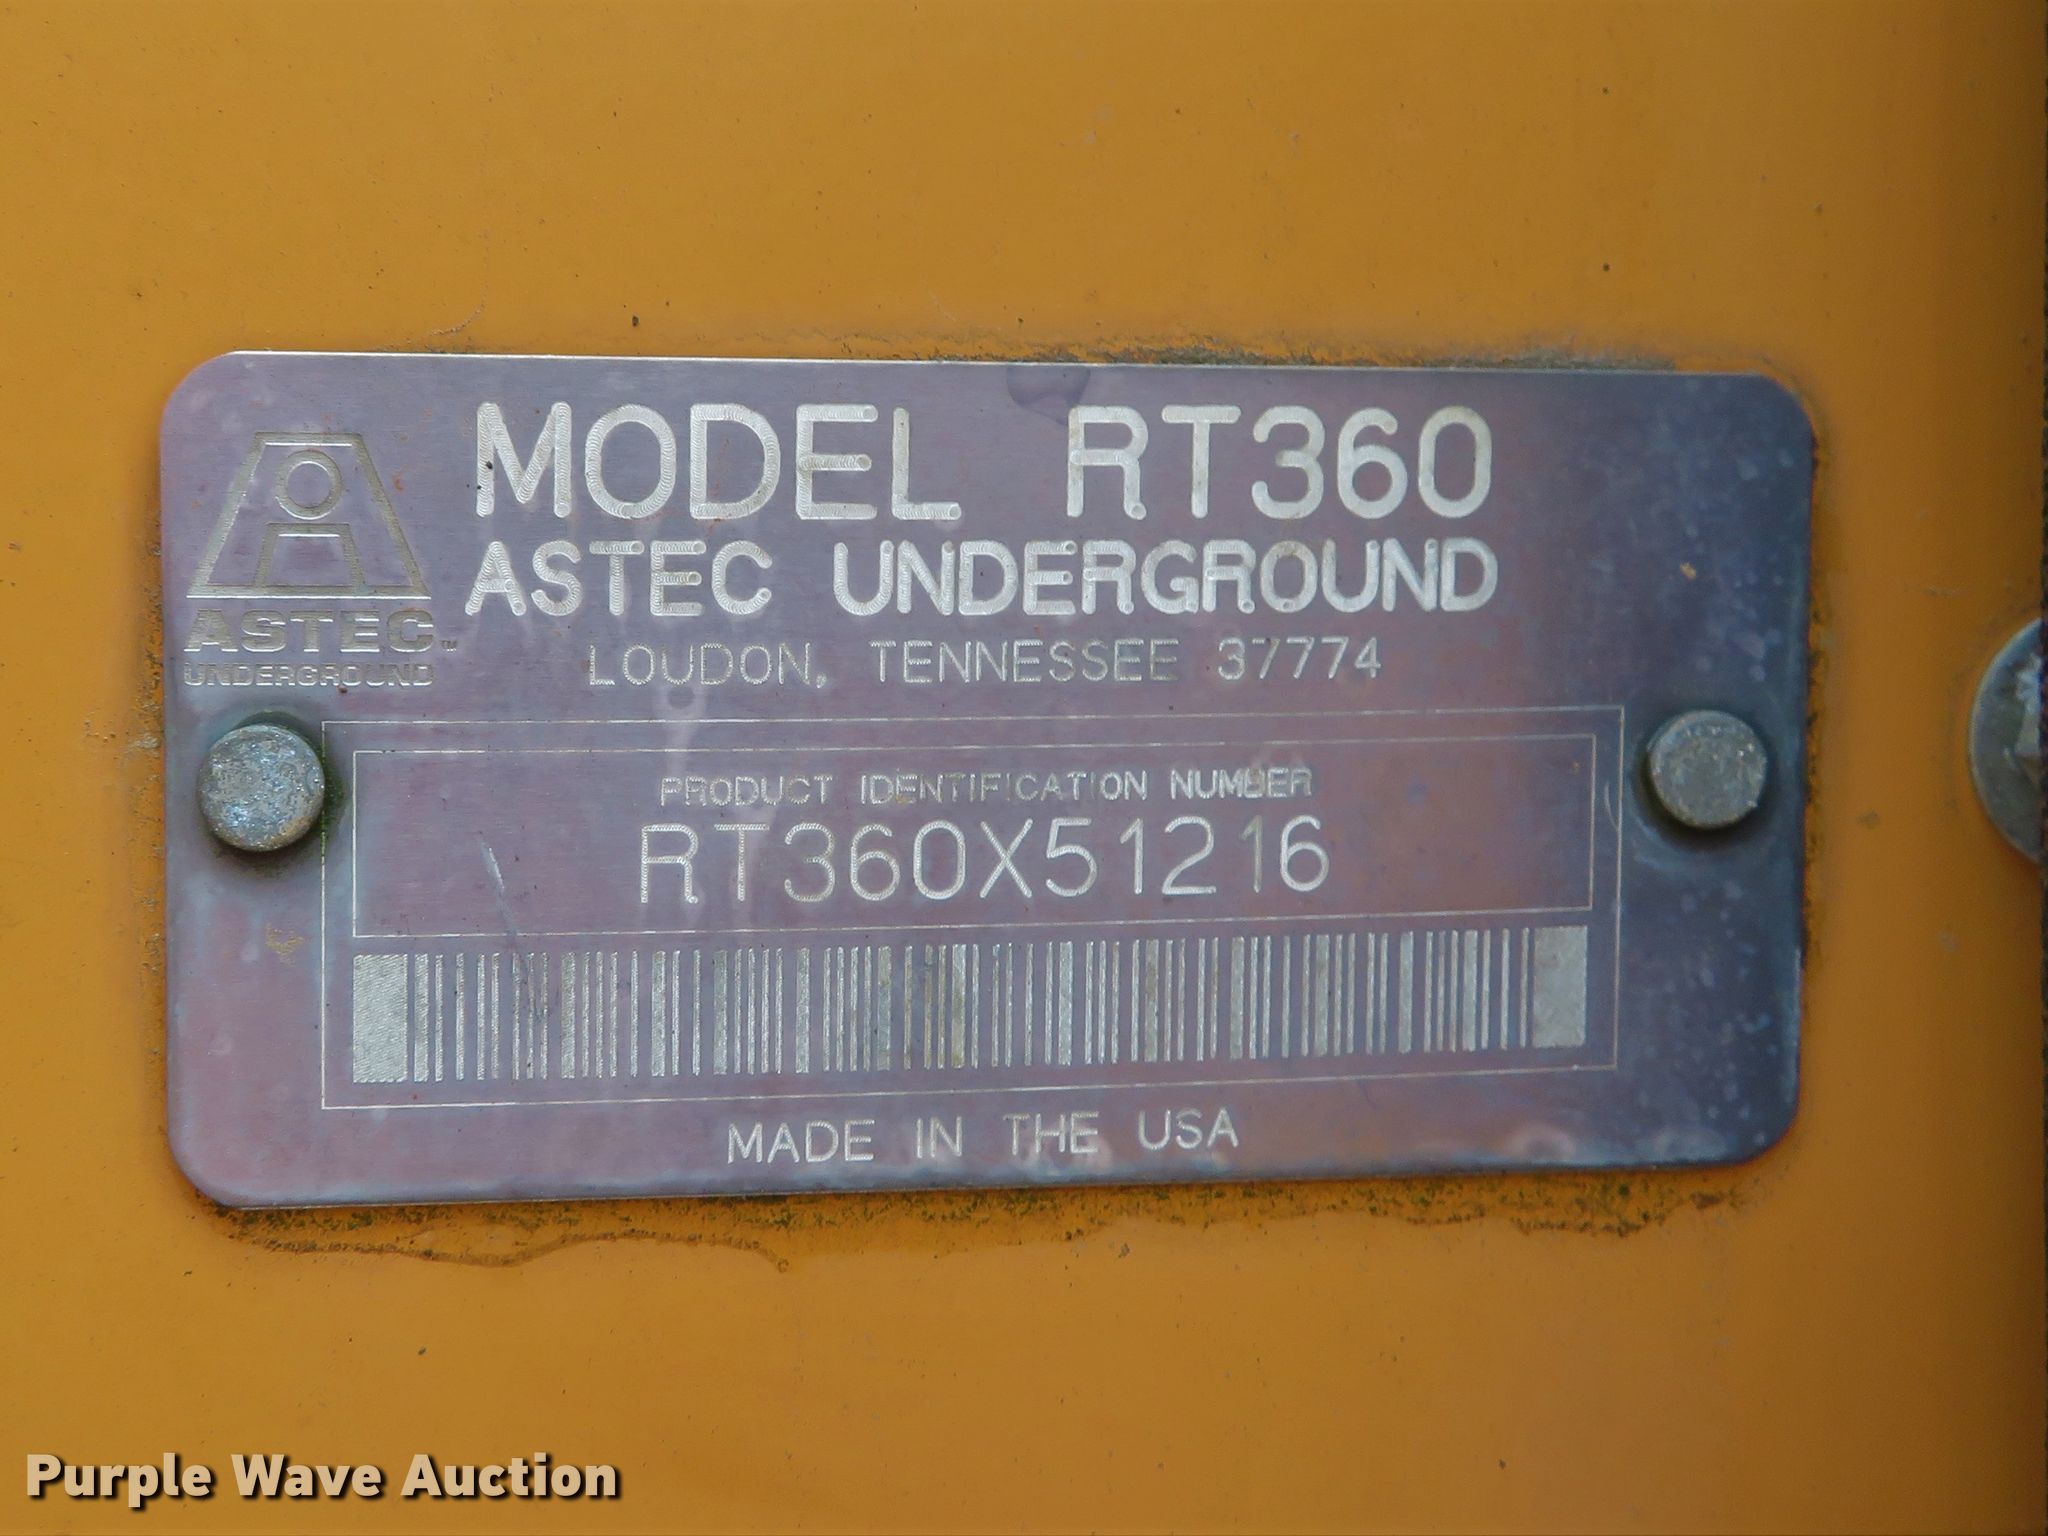 MODEL RT360
ASTEC UNDERGROUND
LOUDON, TENNESSEE 37774
ASTEC™
UNDERGROUND
PRODUCT IDENTIFICATION NUMBER
RT360X51216
MADE IN THE USA
Purple Wave Auction